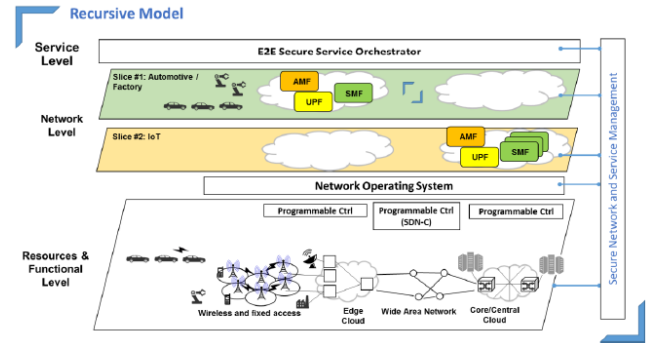 Recursive Model
Service
Level
E2E Secure Service Orchestrator
Slice #1: Automotive /
Factory
AMF
SMF
UPF
Network
Level
Slice #2: IoT
AMF
UPF
SMF
Network Operating System
Programmable Ctrl
Programmable Ctrl
(SDN-C)
Programmable Ctrl
Resources &
Functional
Level
Wireless and fixed access
Edge
Cloud
Wide Area Network
Core/Central
Cloud
Secure Network and Service Management